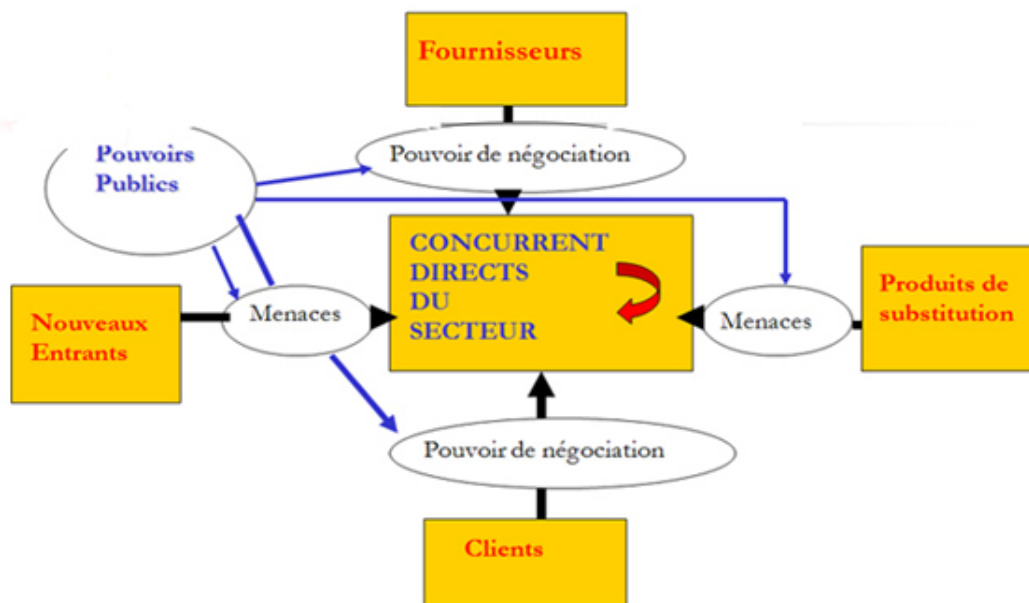 Fournisseurs
Pouvoirs
Publics
Pouvoir de négociation
CONCURRENT
DIRECTS
DU
SECTEUR
Nouveaux
Entrants
Menaces
Menaces
Produits de
substitution
Pouvoir de négociation
Clients